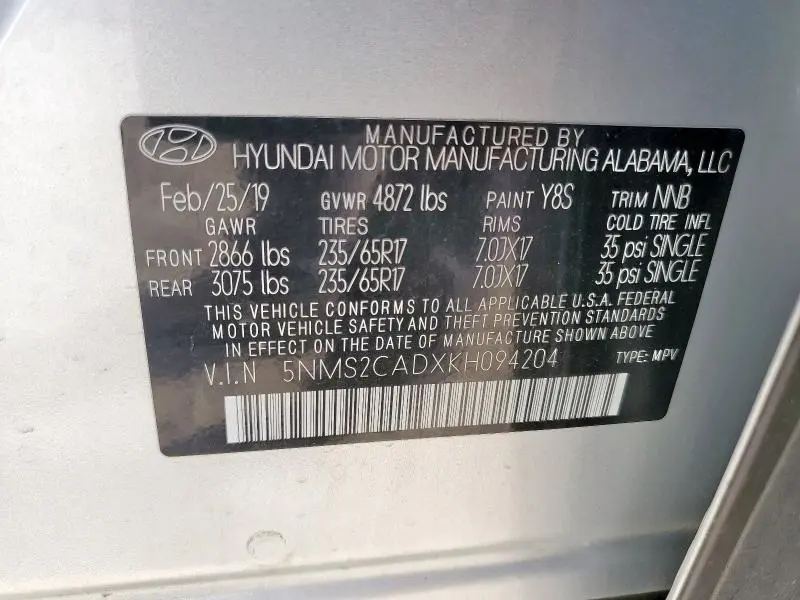 MANUFACTURED BY
HYUNDAI MOTOR MANUFACTURING ALABAMA, LLC
Feb/25/19 GVWR 4872 lbs PAINT Y8S TRIM NNB
GAWR TIRES RIMS COLD TIRE INFL
FRONT 2866 lbs 235/65R17 7.0JX17 35 psi SINGLE
REAR 3075 lbs 235/65R17 7.0JX17 35 psi SINGLE
THIS VEHICLE CONFORMS TO ALL APPLICABLE U.S.A. FEDERAL
MOTOR VEHICLE SAFETY AND THEFT PREVENTION STANDARDS
IN EFFECT ON THE DATE OF MANUFACTURE SHOWN ABOVE.
V.I.N 5NMS2CADXKH094204 TYPE: MPV